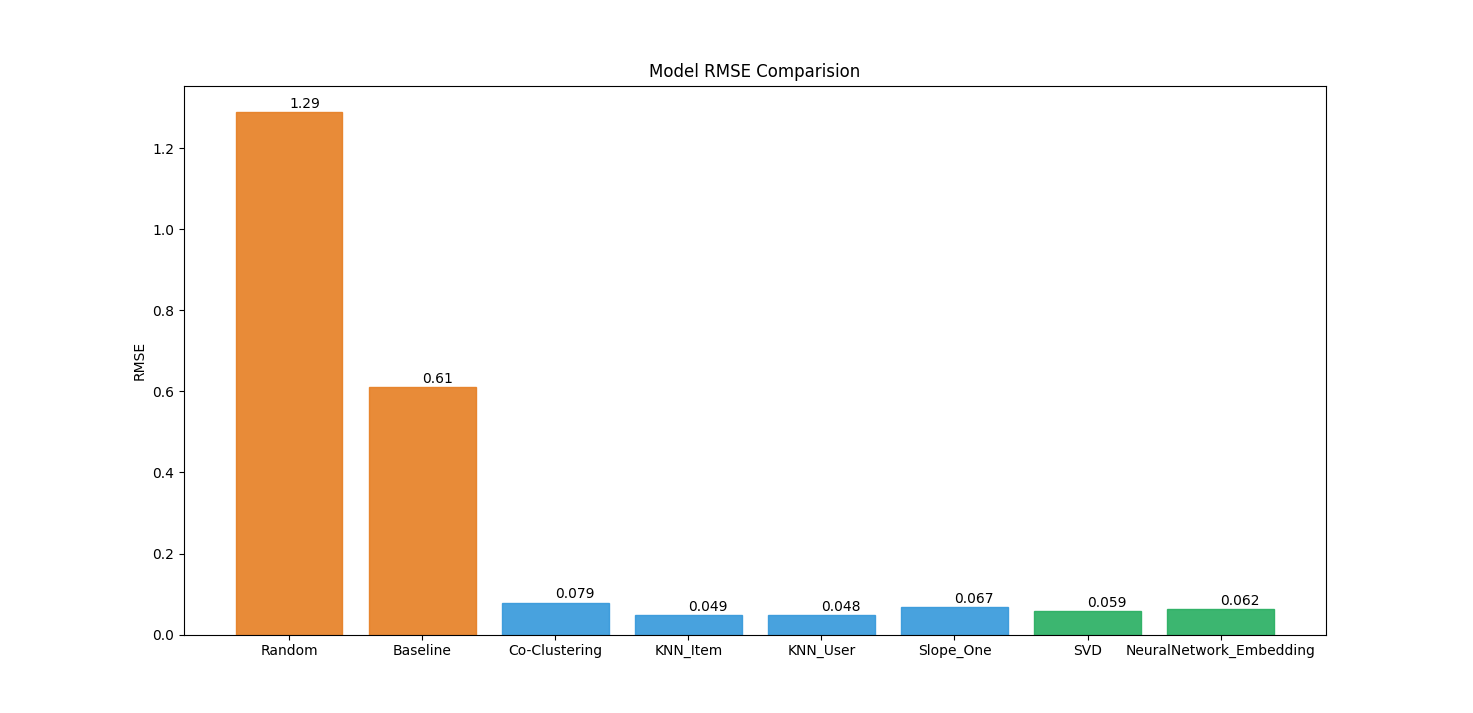 Model RMSE Comparision
1.29
1.2
1.0
0.8
RMSE
0.61
0.6
0.4
0.2
0.079
0.049
0.048
0.067
0.059
0.062
0.0
Random
Baseline
Co-Clustering
KNN_Item
KNN_User
Slope_One
SVD
NeuralNetwork_Embedding